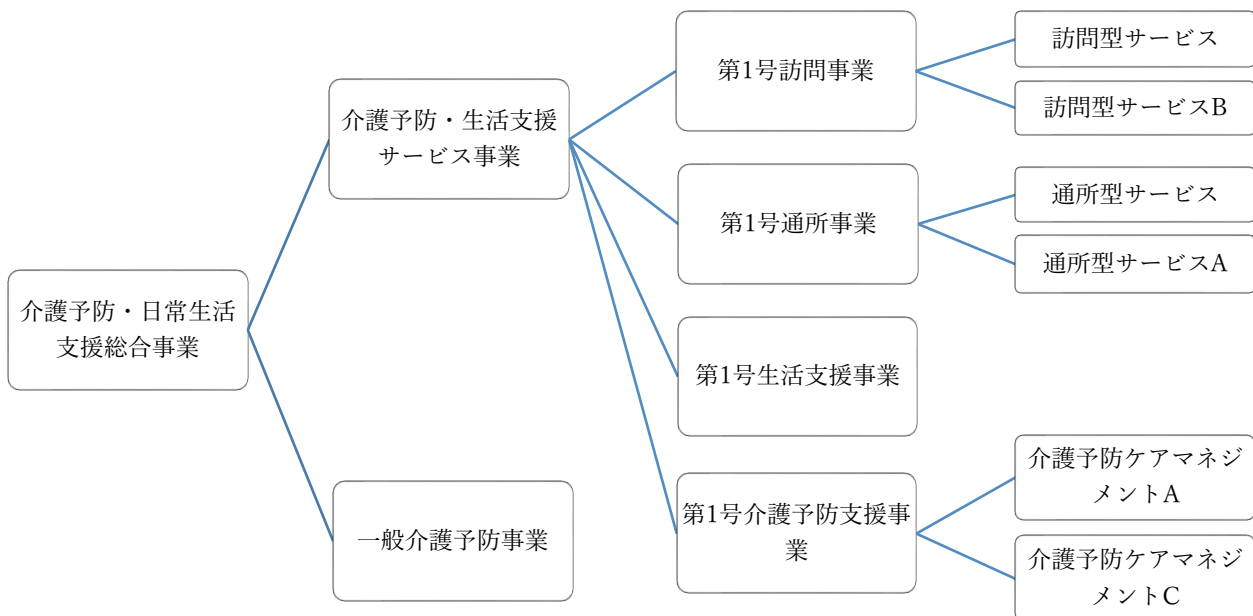 介護予防・日常生活
支援総合事業
介護予防・生活支援
サービス事業
一般介護予防事業
第1号訪問事業
第1号通所事業
第1号生活支援事業
第1号介護予防支援事
業
訪問型サービス
訪問型サービスB
通所型サービス
通所型サービスA
介護予防ケアマネジ
メントA
介護予防ケアマネジ
メントC